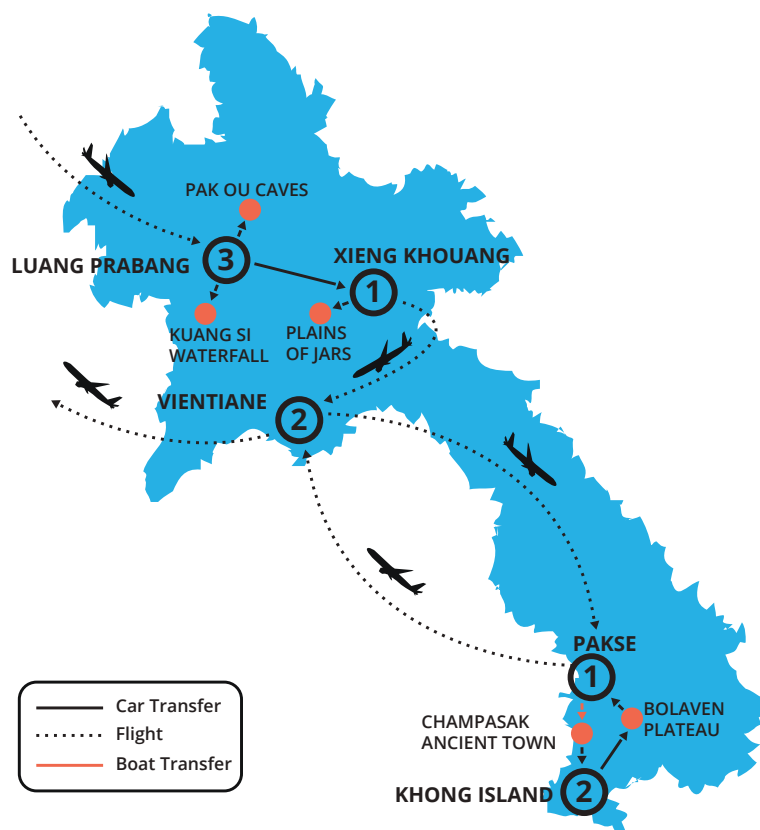 PAK OU CAVES
LUANG PRABANG
3
XIENG KHOUANG
1
KUANG SI
WATERFALL
PLAINS
OF JARS
VIENTIANE
2
PAKSE
1
CHAMPASAK
ANCIENT TOWN
BOLAVEN
PLATEAU
KHONG ISLAND
2
Car Transfer
Flight
Boat Transfer